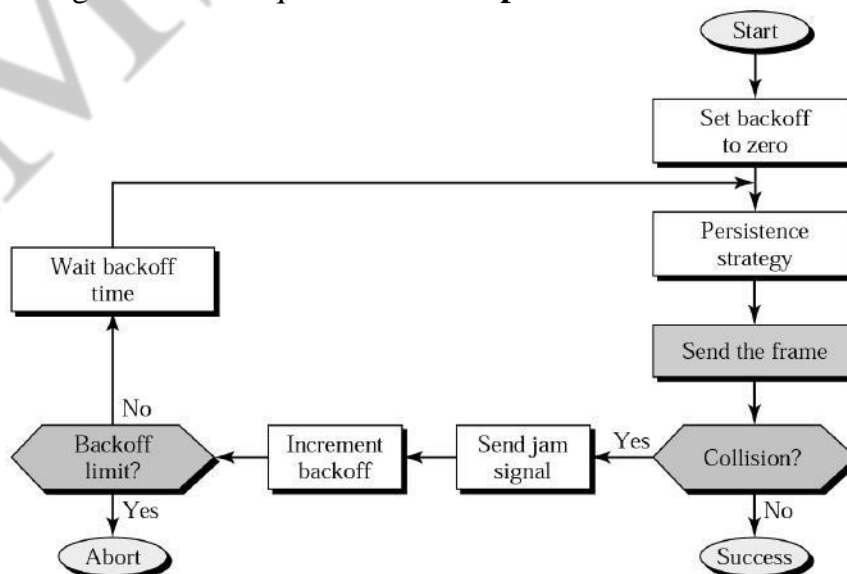 Start
Set backoff
to zero
Persistence
strategy
Wait backoff
time
Send the frame
No
Backoff
limit?
Increment
backoff
Send jam
signal
Yes
Collision?
Yes
No
Abort
Success